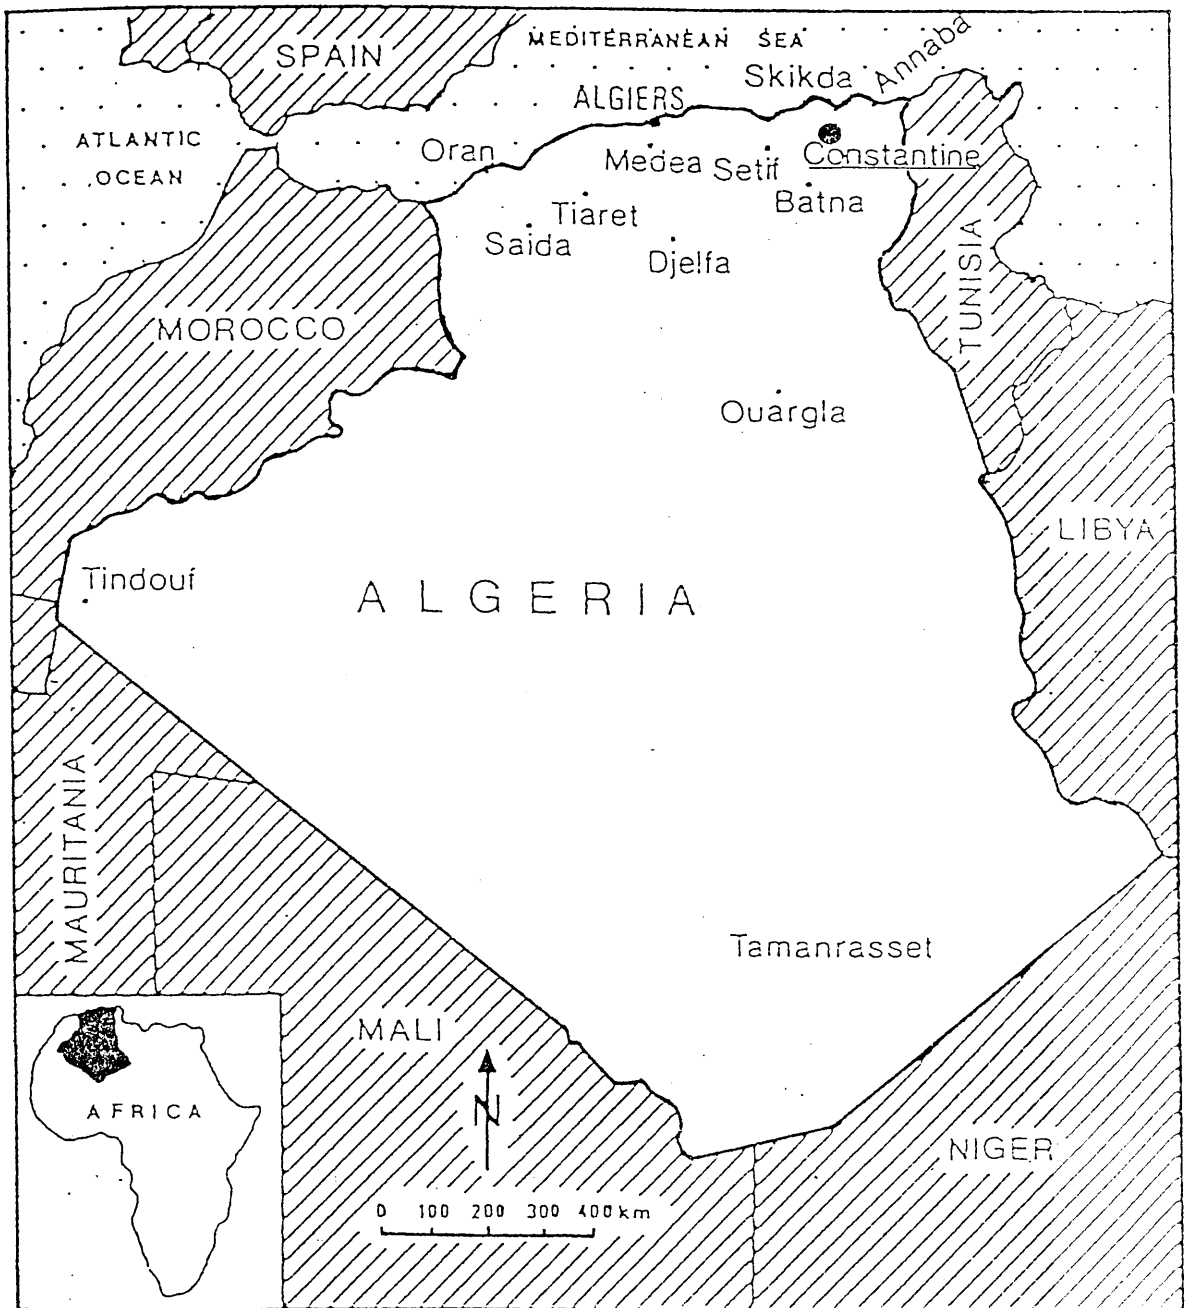 MEDITERRANEAN SEA
SPAIN
Skikda
Annaba
ALGIERS
ATLANTIC
OCEAN
Oran
Medea
Setif
Constantine
Batna
Tiaret
Saida
Djelfa
TUNISIA
MOROCCO
Ouargla
LIBYA
Tindouf
ALGERIA
MAURITANIA
Tamanrasset
MALI
AFRICA
N
NIGER
0 100 200 300 400 km